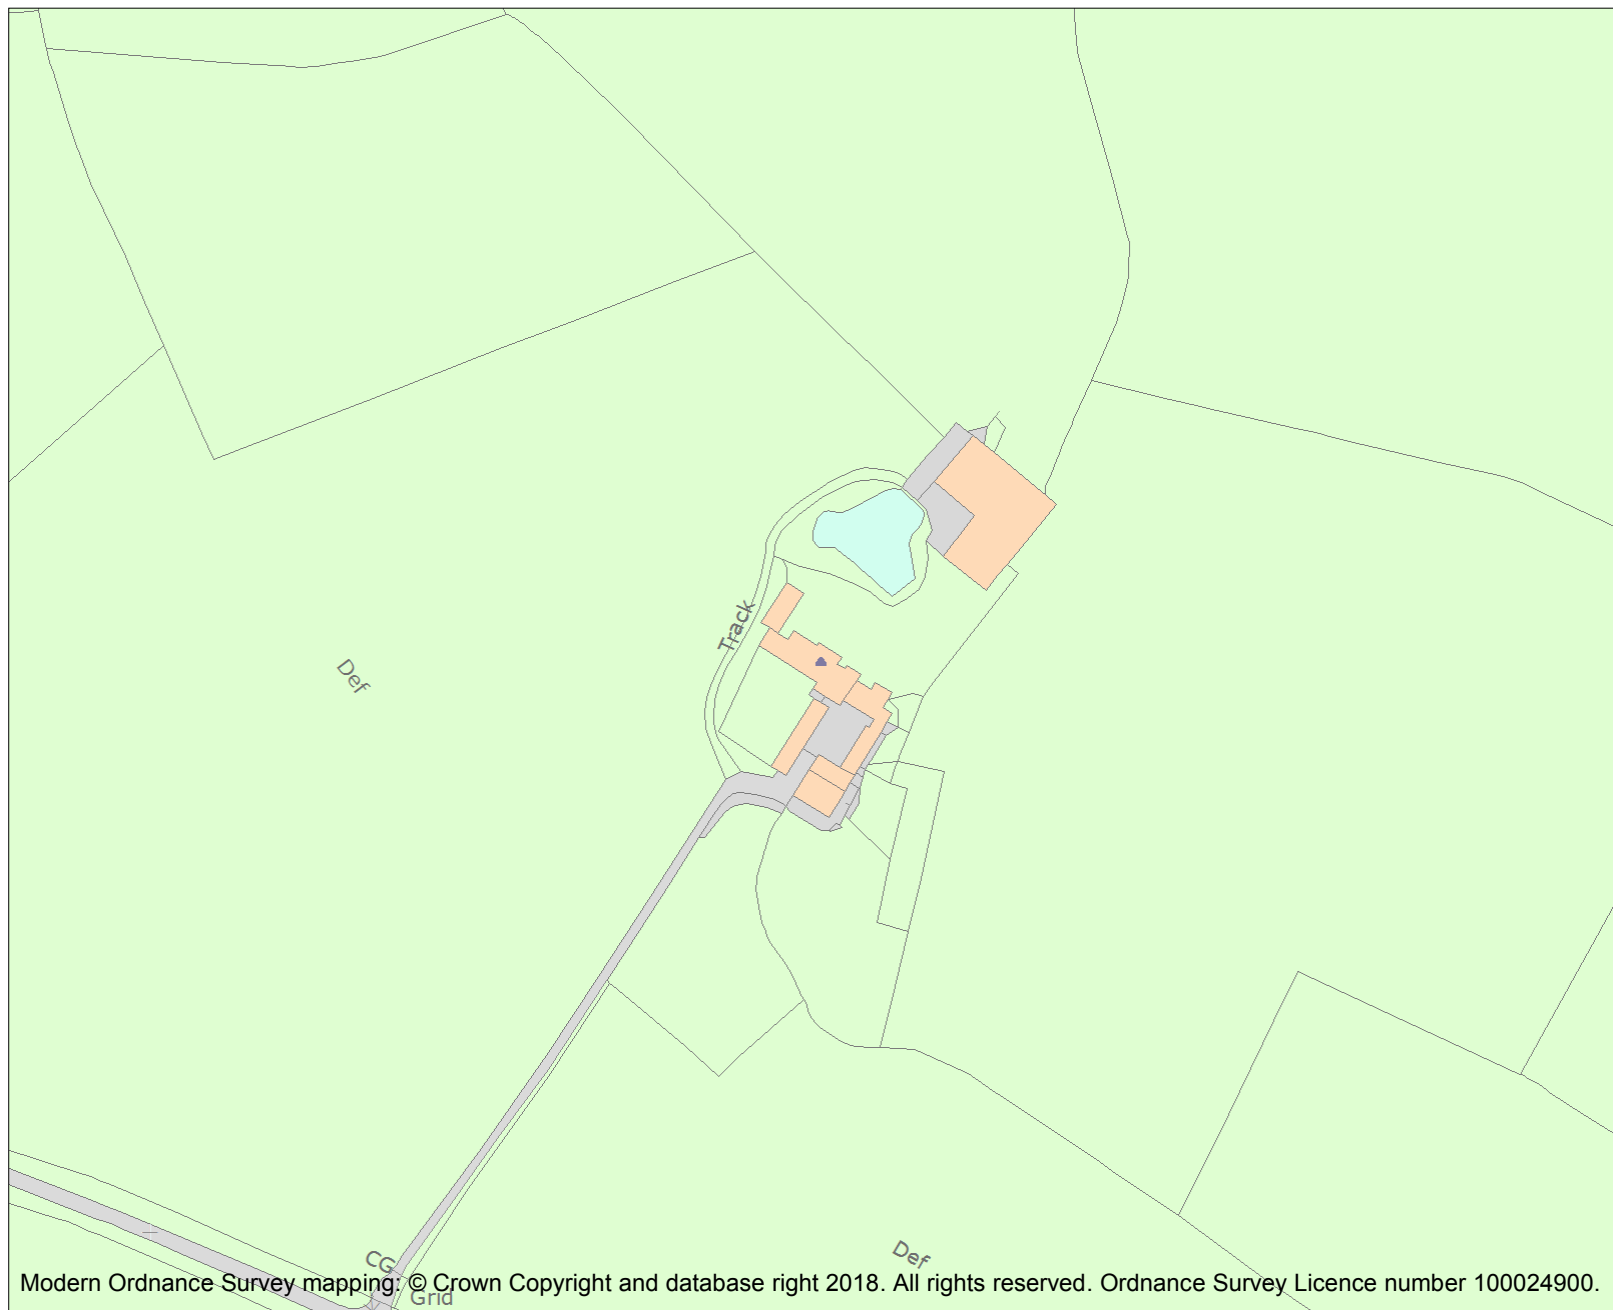 Track
Def
Def
CG
Grid
Modern Ordnance Survey mapping: © Crown Copyright and database right 2018. All rights reserved. Ordnance Survey Licence number 100024900.